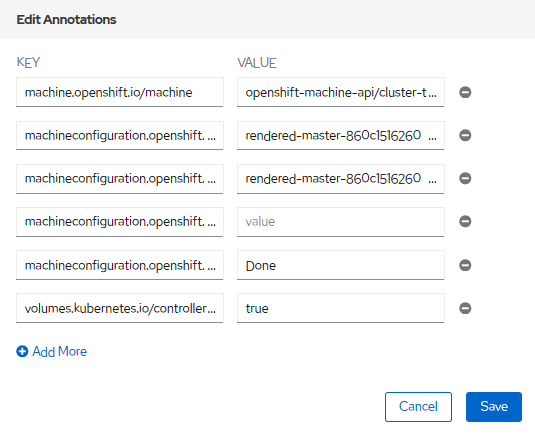 Edit Annotations
KEY VALUE
machine.openshift.io/machine openshift-machine-api/cluster-t...
machineconfiguration.openshift. ... rendered-master-860c1516260 ...
machineconfiguration.openshift. ... rendered-master-860c1516260 ...
machineconfiguration.openshift. ... value
machineconfiguration.openshift. ... Done
volumes.kubernetes.io/controller... true
Add More
Cancel Save